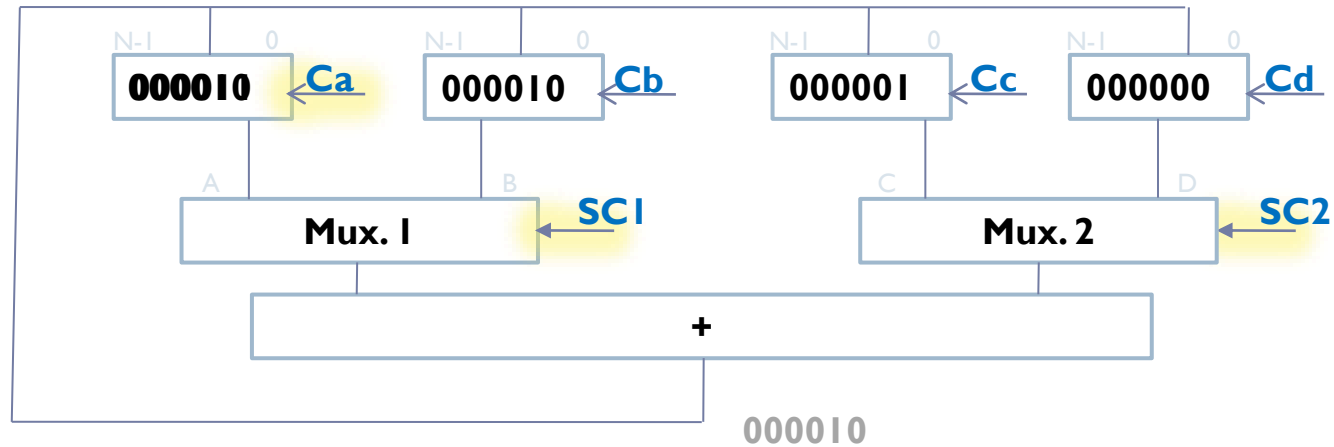 N-1 0 N-1 0 N-1 0 N-1 0
Ca 000010 Cb 000001 Cc 000000 Cd
A B C D
Mux. 1 SC1 Mux. 2 SC2
+
000010